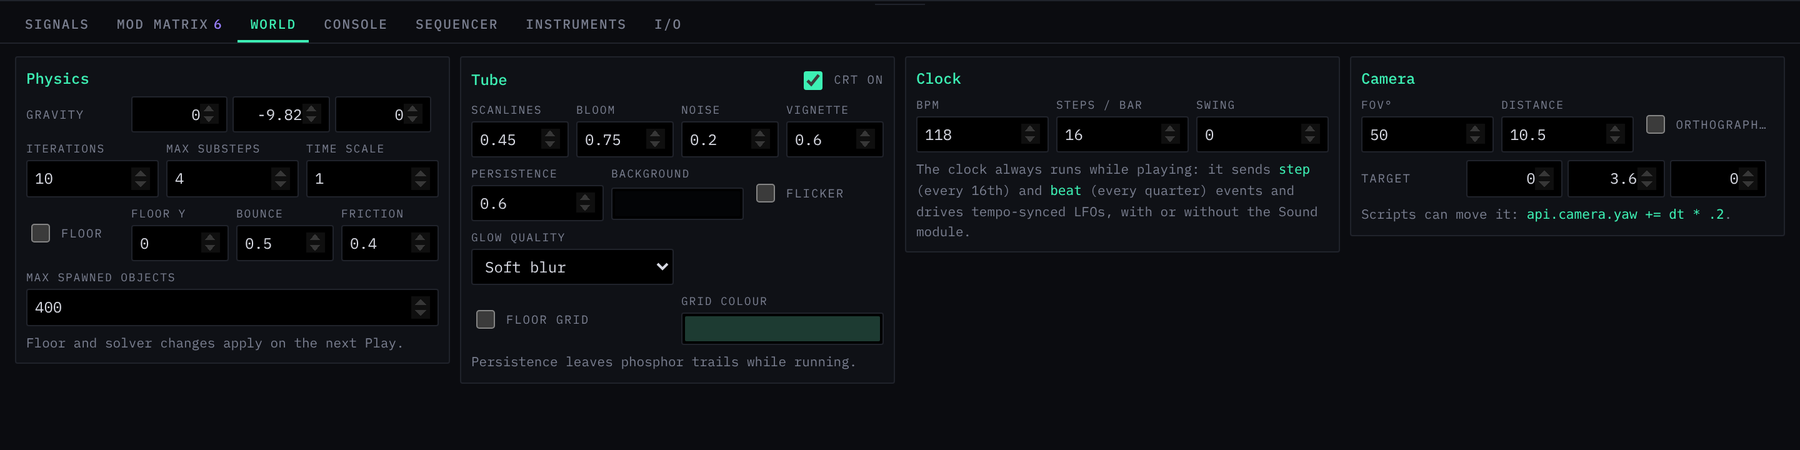 SIGNALS MOD MATRIX 6 WORLD CONSOLE SEQUENCER INSTRUMENTS I/O
Physics
GRAVITY 0 -9.82 0
ITERATIONS MAX SUBSTEPS TIME SCALE
10 4 1
FLOOR Y BOUNCE FRICTION
FLOOR 0 0.5 0.4
MAX SPAWNED OBJECTS
400
Floor and solver changes apply on the next Play.
Tube CRT ON
SCANLINES BLOOM NOISE VIGNETTE
0.45 0.75 0.2 0.6
PERSISTENCE BACKGROUND
0.6 FLICKER
GLOW QUALITY
Soft blur
GRID COLOUR
FLOOR GRID
Persistence leaves phosphor trails while running.
Clock
BPM STEPS / BAR SWING
118 16 0
The clock always runs while playing: it sends step
(every 16th) and beat (every quarter) events and
drives tempo-synced LFOs, with or without the Sound
module.
Camera
FOV° DISTANCE
50 10.5 ORTHOGRAPH…
TARGET 0 3.6 0
Scripts can move it: api.camera.yaw += dt * .2.